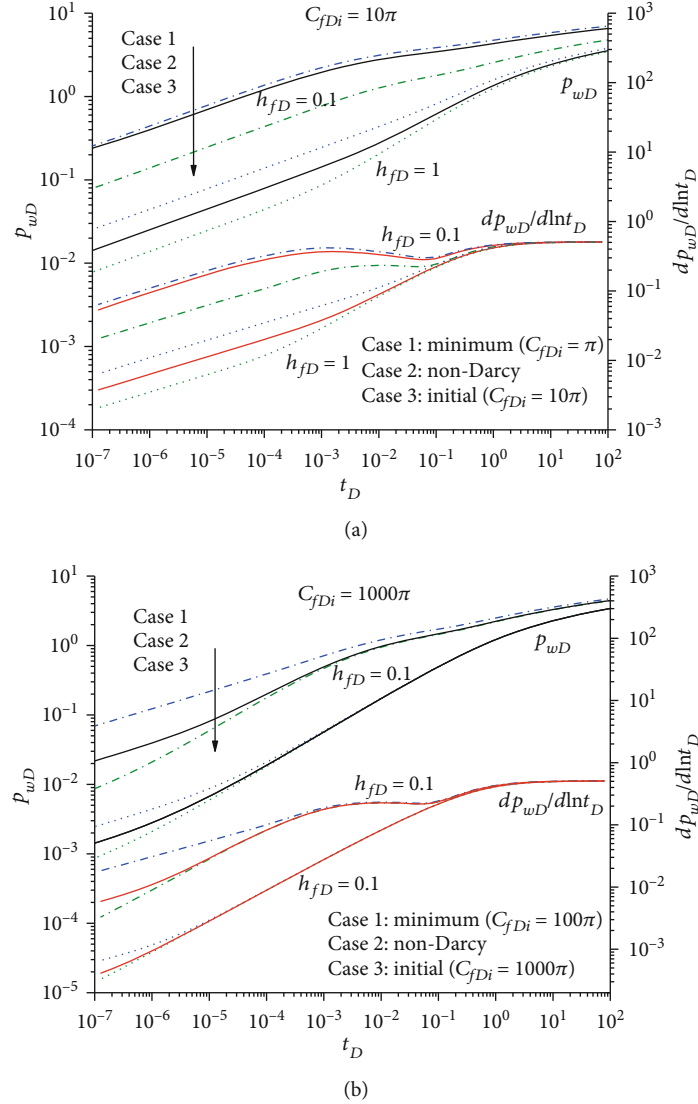 C_fDi = 10π
10^1
10^0
10^−1
10^−2
10^−3
10^−4
p_wD
10^3
10^2
10^1
10^0
10^−1
10^−2
10^−3
dp_wD/dlnt_D
Case 1
Case 2
Case 3
h_fD = 0.1
p_wD
h_fD = 1
dp_wD/dlnt_D
h_fD = 0.1
h_fD = 1
Case 1: minimum (C_fDi = π)
Case 2: non-Darcy
Case 3: initial (C_fDi = 10π)
10^−7 10^−6 10^−5 10^−4 10^−3 10^−2 10^−1 10^0 10^1 10^2
t_D
(a)
C_fDi = 1000π
10^1
10^0
10^−1
10^−2
10^−3
10^−4
10^−5
p_wD
10^3
10^2
10^1
10^0
10^−1
10^−2
10^−3
dp_wD/dlnt_D
Case 1
Case 2
Case 3
p_wD
h_fD = 0.1
h_fD = 0.1
dp_wD/dlnt_D
h_fD = 0.1
Case 1: minimum (C_fDi = 100π)
Case 2: non-Darcy
Case 3: initial (C_fDi = 1000π)
10^−7 10^−6 10^−5 10^−4 10^−3 10^−2 10^−1 10^0 10^1 10^2
t_D
(b)